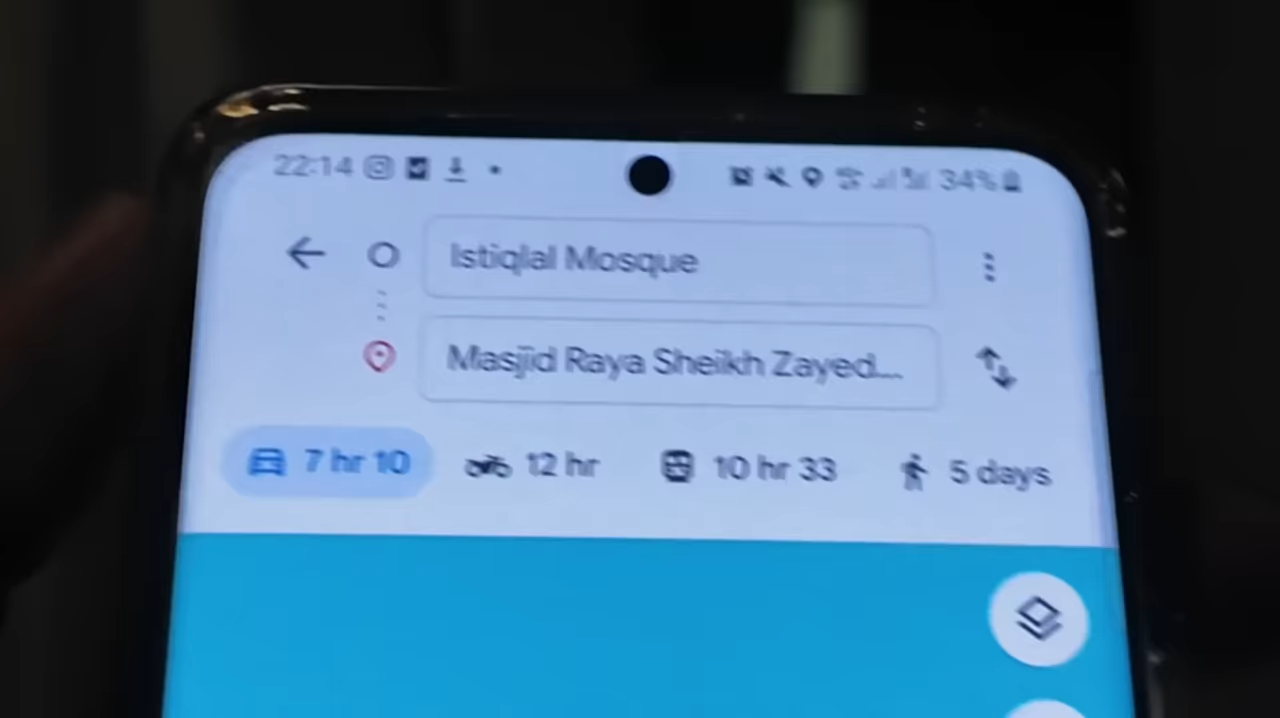 22:14 34%
Istiqlal Mosque
Masjid Raya Sheikh Zayed...
7 hr 10 12 hr 10 hr 33 5 days